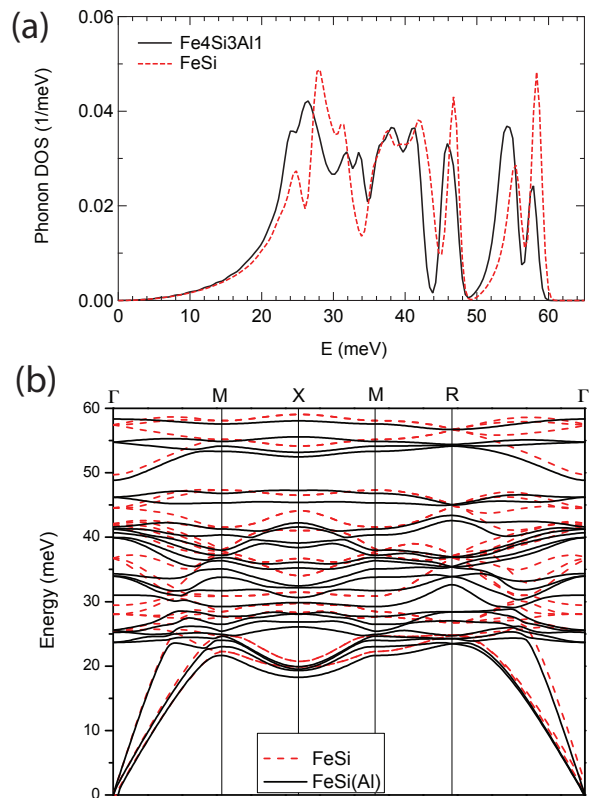 (a)
0.06
Fe4Si3Al1
FeSi
0.04
0.02
0.00
Phonon DOS (1/meV)
0 10 20 30 40 50 60
E (meV)
(b)
Γ M X M R Γ
60
50
40
30
20
10
0
Energy (meV)
FeSi
FeSi(Al)